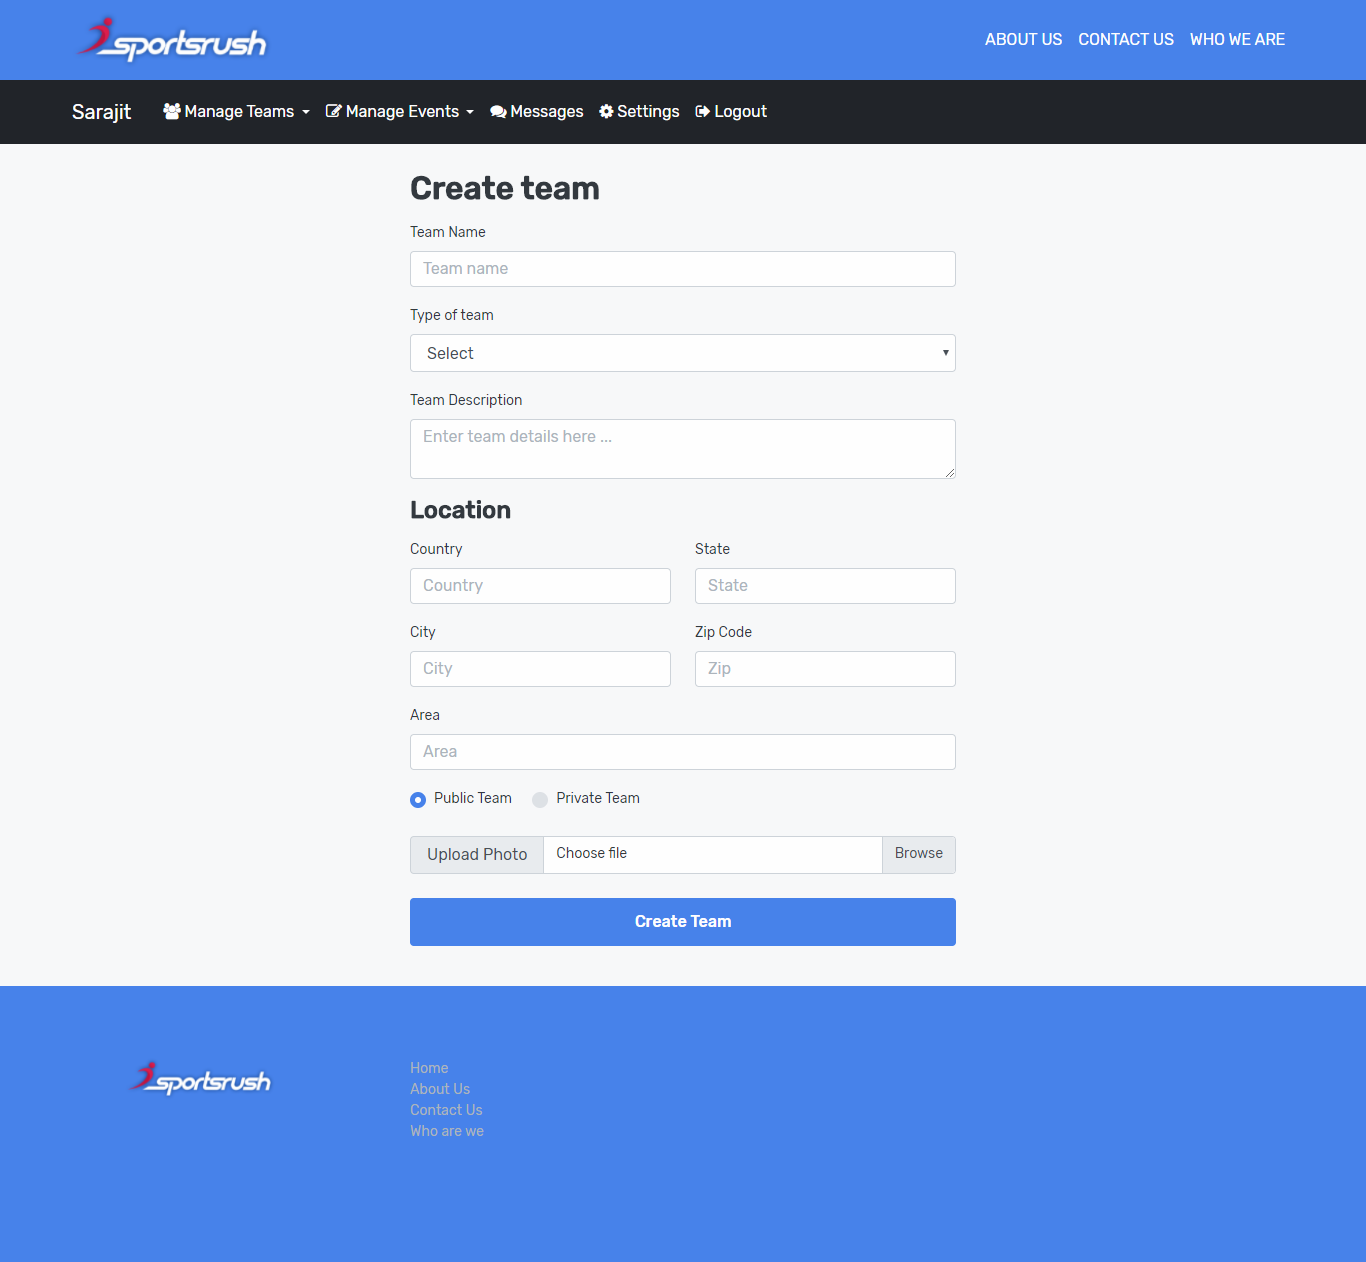 sportsrush
ABOUT US CONTACT US WHO WE ARE
Sarajit Manage Teams Manage Events Messages Settings Logout
Create team
Team Name
Team name
Type of team
Select
Team Description
Enter team details here ...
Location
Country State
Country State
City Zip Code
City Zip
Area
Area
Public Team Private Team
Upload Photo Choose file Browse
Create Team
sportsrush
Home
About Us
Contact Us
Who are we